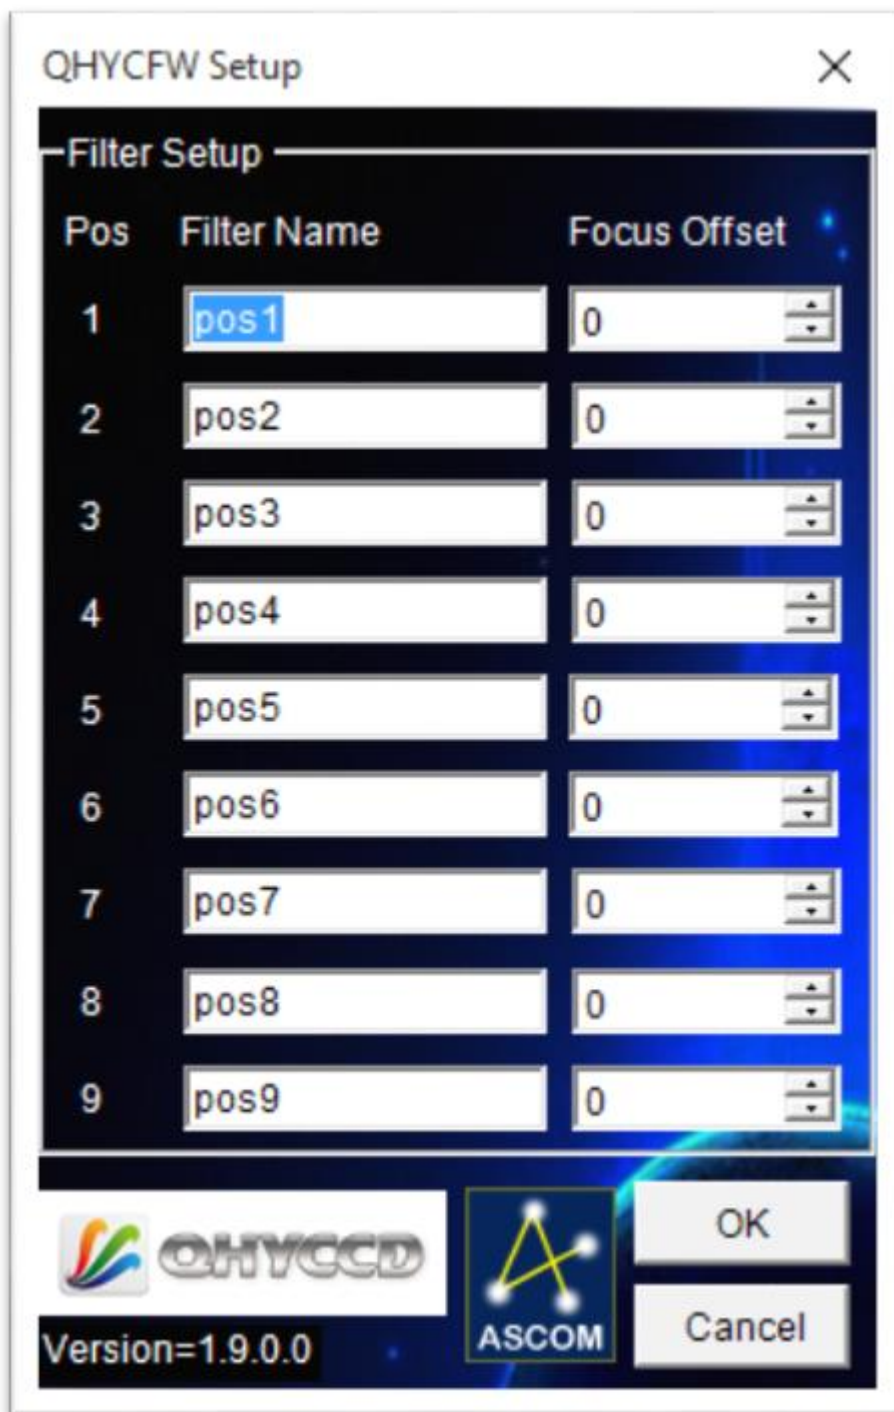 QHYCFW Setup
Filter Setup
Pos Filter Name Focus Offset
1 pos1 0
2 pos2 0
3 pos3 0
4 pos4 0
5 pos5 0
6 pos6 0
7 pos7 0
8 pos8 0
9 pos9 0
QHYCCD
ASCOM
OK
Cancel
Version=1.9.0.0